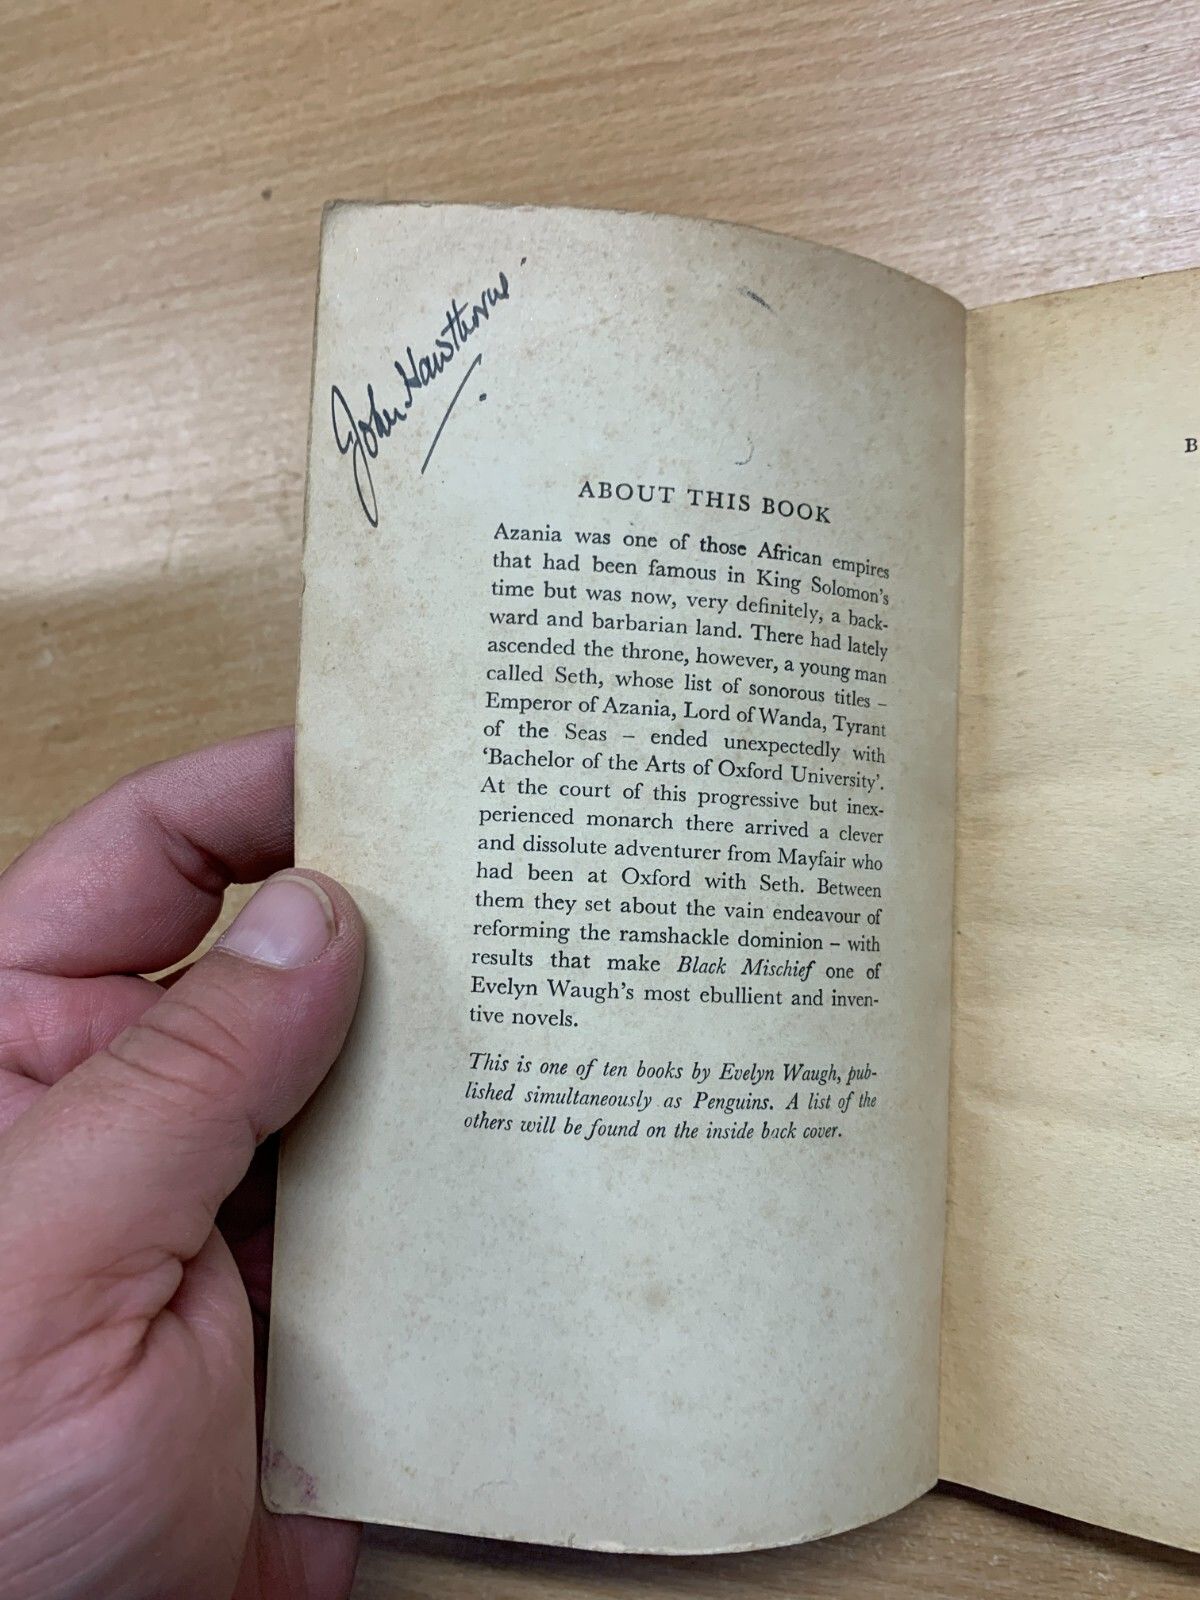 John Hawthorne
ABOUT THIS BOOK
Azania was one of those African empires
that had been famous in King Solomon's
time but was now, very definitely, a back-
ward and barbarian land. There had lately
ascended the throne, however, a young man
called Seth, whose list of sonorous titles –
Emperor of Azania, Lord of Wanda, Tyrant
of the Seas – ended unexpectedly with
‘Bachelor of the Arts of Oxford University’.
At the court of this progressive but inex-
perienced monarch there arrived a clever
and dissolute adventurer from Mayfair who
had been at Oxford with Seth. Between
them they set about the vain endeavour of
reforming the ramshackle dominion – with
results that make Black Mischief one of
Evelyn Waugh's most ebullient and inven-
tive novels.
This is one of ten books by Evelyn Waugh, pub-
lished simultaneously as Penguins. A list of the
others will be found on the inside back cover.
B